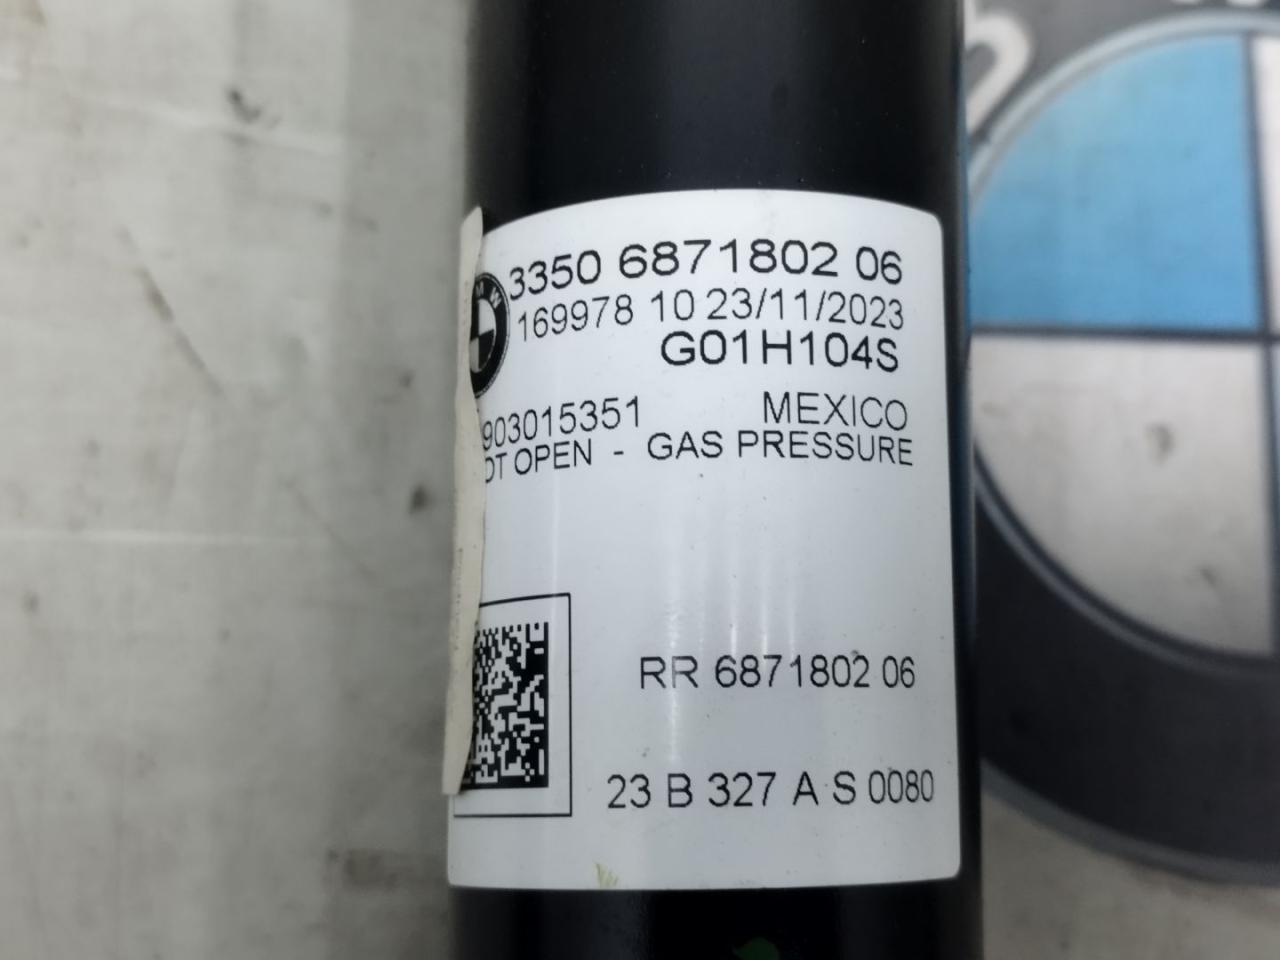 3350 6871802 06
169978 10 23/11/2023
G01H104S
903015351 MEXICO
OT OPEN - GAS PRESSURE
RR 6871802 06
23 B 327 A S 0080